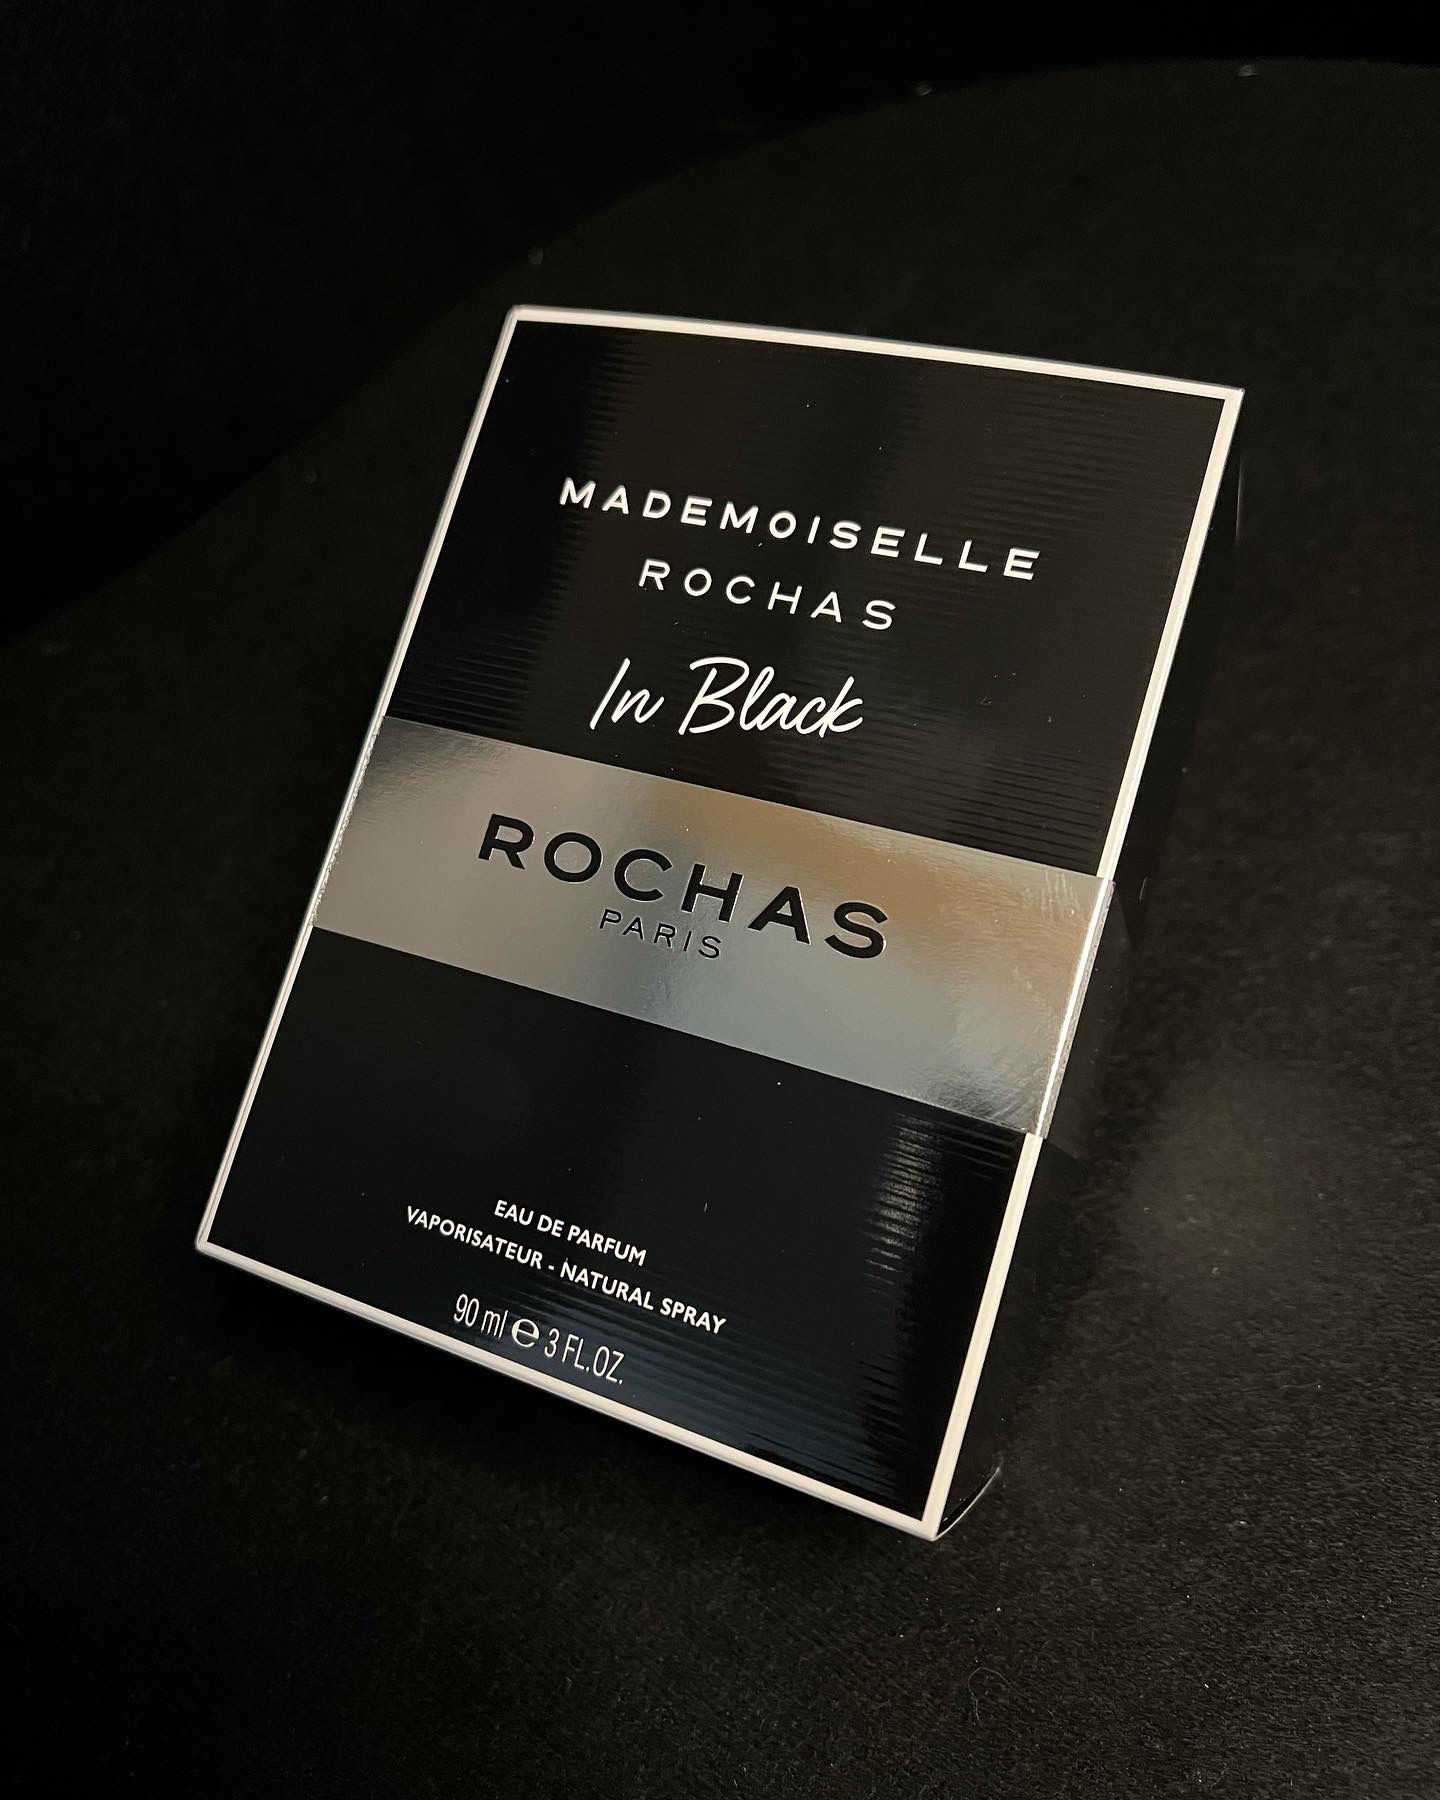 MADEMOISELLE
ROCHAS
In Black
ROCHAS
PARIS
EAU DE PARFUM
VAPORISATEUR - NATURAL SPRAY
90 ml ℮ 3 FL.OZ.